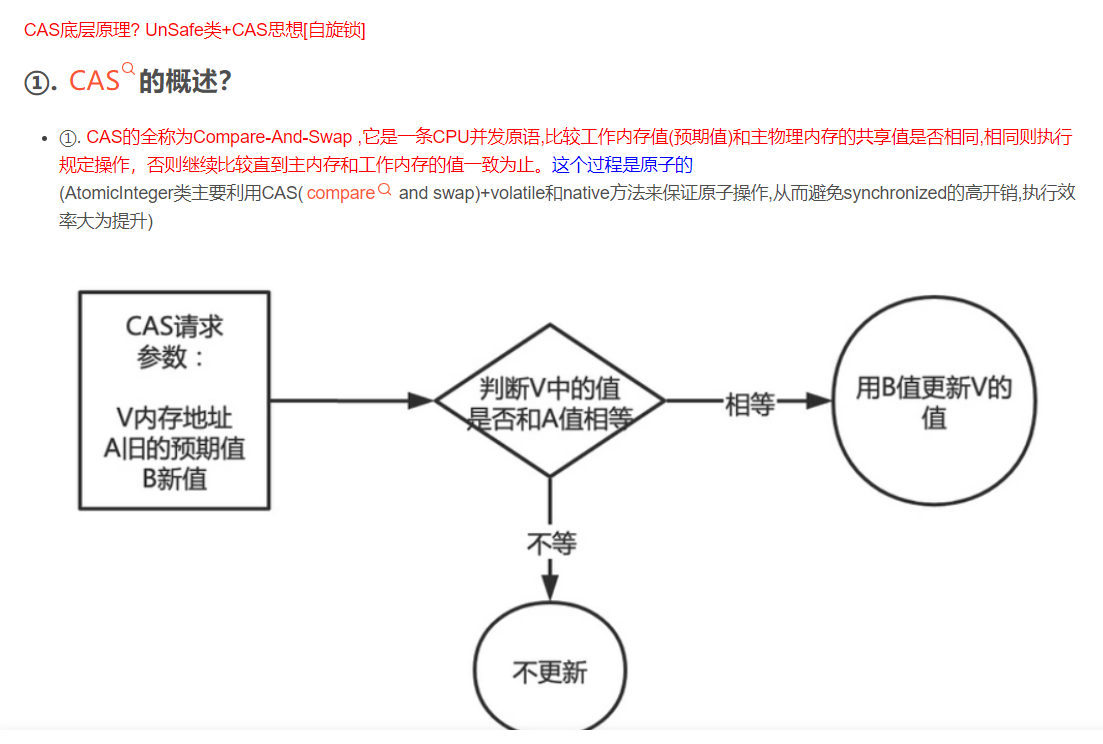 CAS底层原理? UnSafe类+CAS思想[自旋锁]
①. CAS的概述?
①. CAS的全称为Compare-And-Swap ,它是一条CPU并发原语,比较工作内存值(预期值)和主物理内存的共享值是否相同,相同则执行
规定操作，否则继续比较直到主内存和工作内存的值一致为止。这个过程是原子的
(AtomicInteger类主要利用CAS( compare and swap)+volatile和native方法来保证原子操作,从而避免synchronized的高开销,执行效
率大为提升)
CAS请求
参数：
V内存地址
A旧的预期值
B新值
判断V中的值
是否和A值相等
相等
用B值更新V的
值
不等
不更新